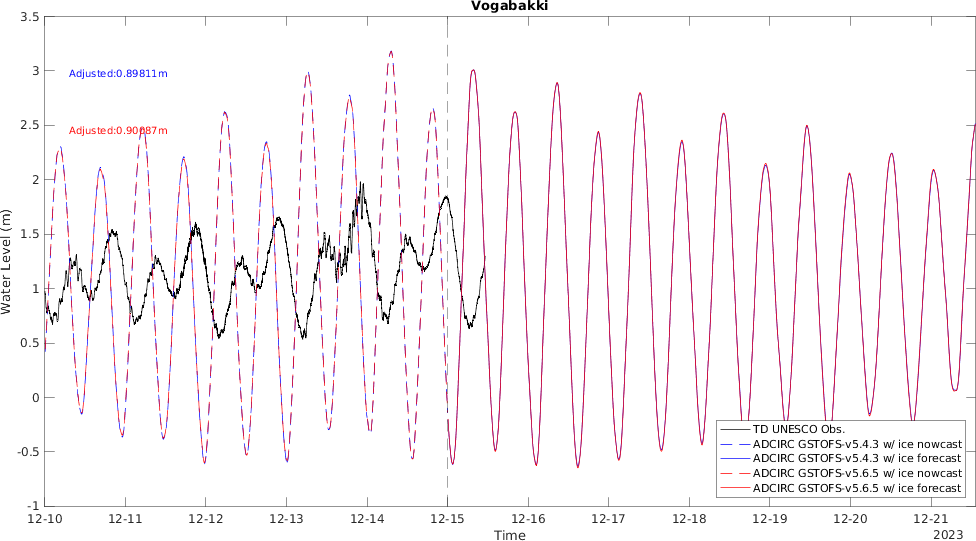 Vogabakki
3.5
3
2.5
2
1.5
1
0.5
0
-0.5
-1
Water Level (m)
Adjusted:0.89811m
Adjusted:0.90687m
TD UNESCO Obs.
ADCIRC GSTOFS-v5.4.3 w/ ice nowcast
ADCIRC GSTOFS-v5.4.3 w/ ice forecast
ADCIRC GSTOFS-v5.6.5 w/ ice nowcast
ADCIRC GSTOFS-v5.6.5 w/ ice forecast
12-10 12-11 12-12 12-13 12-14 12-15 12-16 12-17 12-18 12-19 12-20 12-21
Time
2023